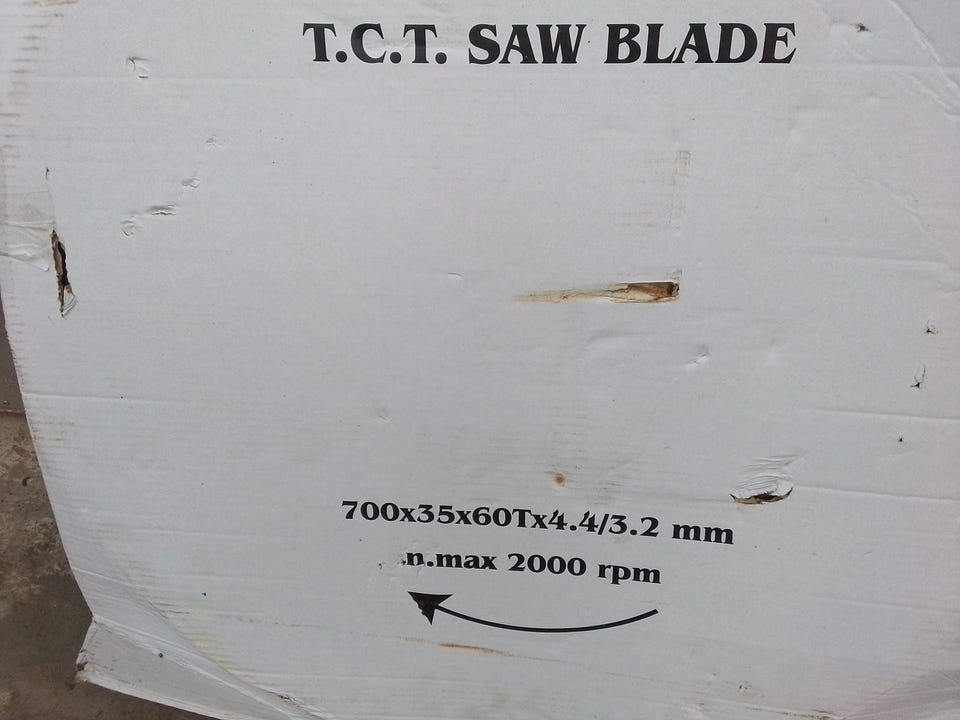 T.C.T. SAW BLADE
700x35x60Tx4.4/3.2 mm
n.max 2000 rpm